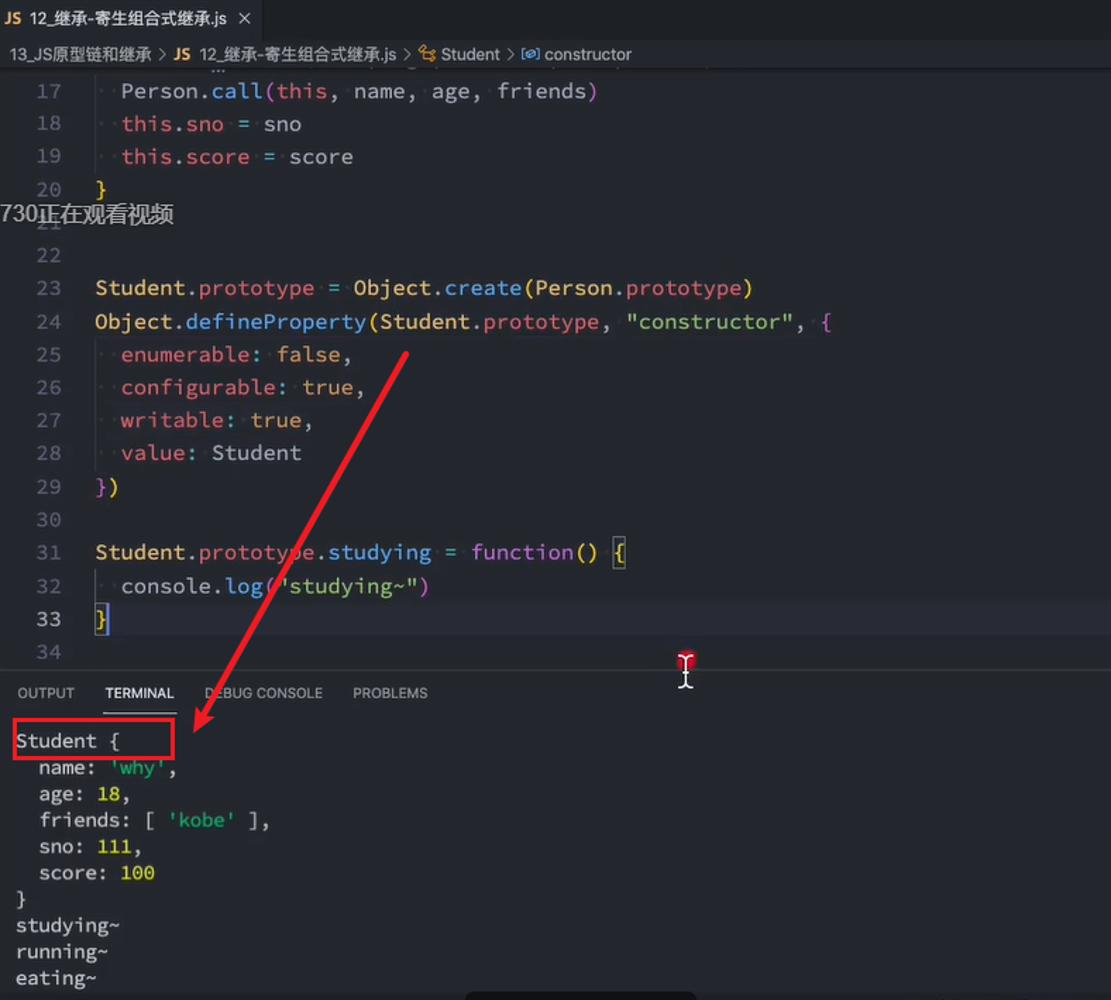 JS 12_继承-寄生组合式继承.js ×
13_JS原型链和继承 > JS 12_继承-寄生组合式继承.js > Student > constructor
17 Person.call(this, name, age, friends)
18 this.sno = sno
19 this.score = score
20 }
730正在观看视频
21
22
23 Student.prototype = Object.create(Person.prototype)
24 Object.defineProperty(Student.prototype, "constructor", {
25 enumerable: false,
26 configurable: true,
27 writable: true,
28 value: Student
29 })
30
31 Student.prototype.studying = function() {
32 console.log("studying~")
33 }
34
OUTPUT TERMINAL DEBUG CONSOLE PROBLEMS
Student {
name: 'why',
age: 18,
friends: [ 'kobe' ],
sno: 111,
score: 100
}
studying~
running~
eating~